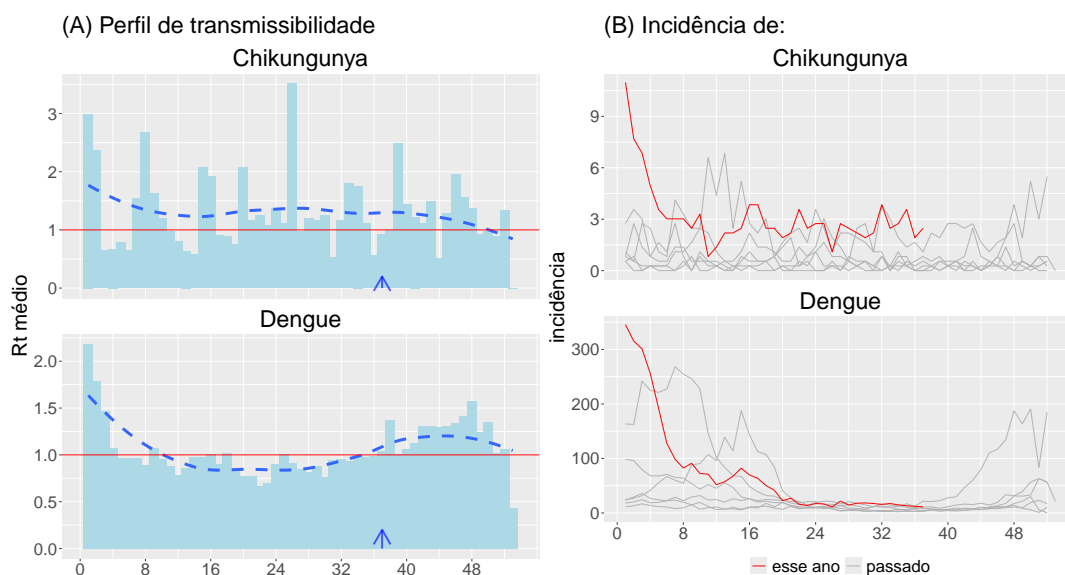 (A) Perfil de transmissibilidade
Chikungunya
3
2
1
0
Dengue
2.0
1.5
1.0
0.5
0.0
0 8 16 24 32 40 48
Rt médio
(B) Incidência de:
Chikungunya
9
6
3
0
Dengue
300
200
100
0
0 8 16 24 32 40 48
incidência
esse ano passado